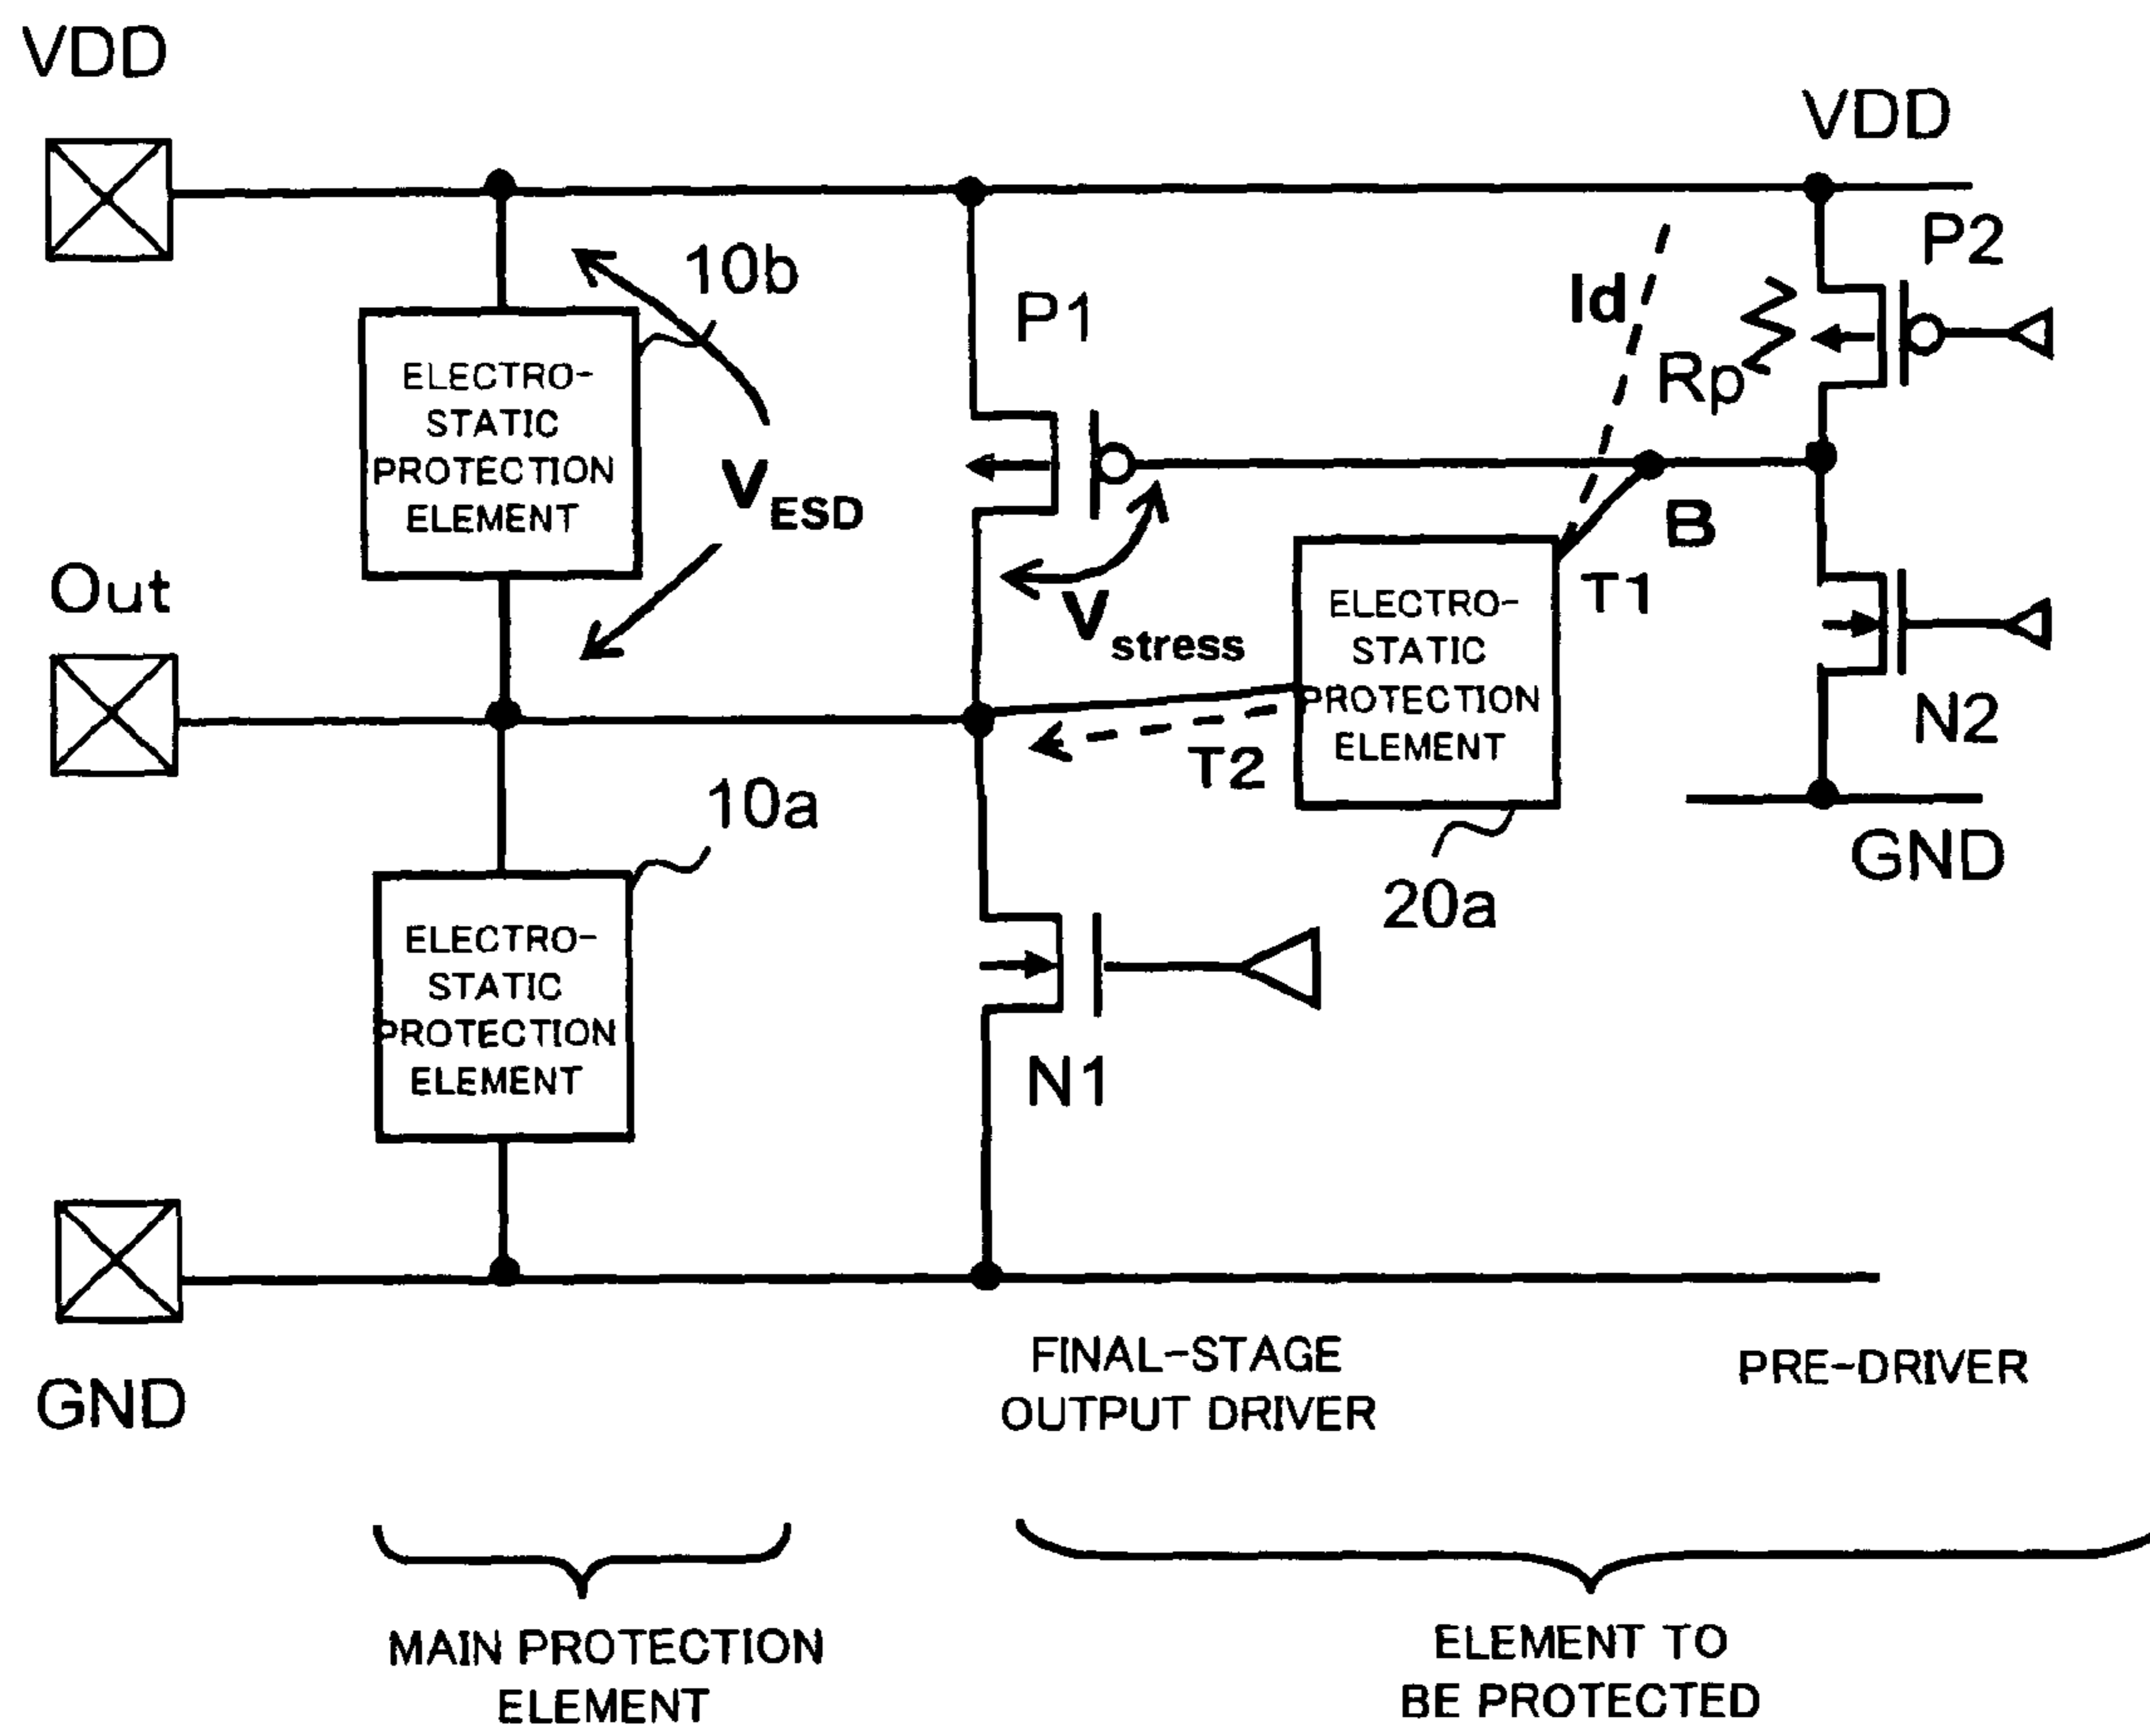 VDD
VDD
P2
10b
Id
P1
Rp
ELECTRO-
STATIC
PROTECTION
ELEMENT
VESD
B
Out
T1
Vstress
ELECTRO-
STATIC
PROTECTION
ELEMENT
N2
T2
10a
GND
20a
ELECTRO-
STATIC
PROTECTION
ELEMENT
N1
GND
FINAL-STAGE
OUTPUT DRIVER
PRE-DRIVER
MAIN PROTECTION
ELEMENT
ELEMENT TO
BE PROTECTED